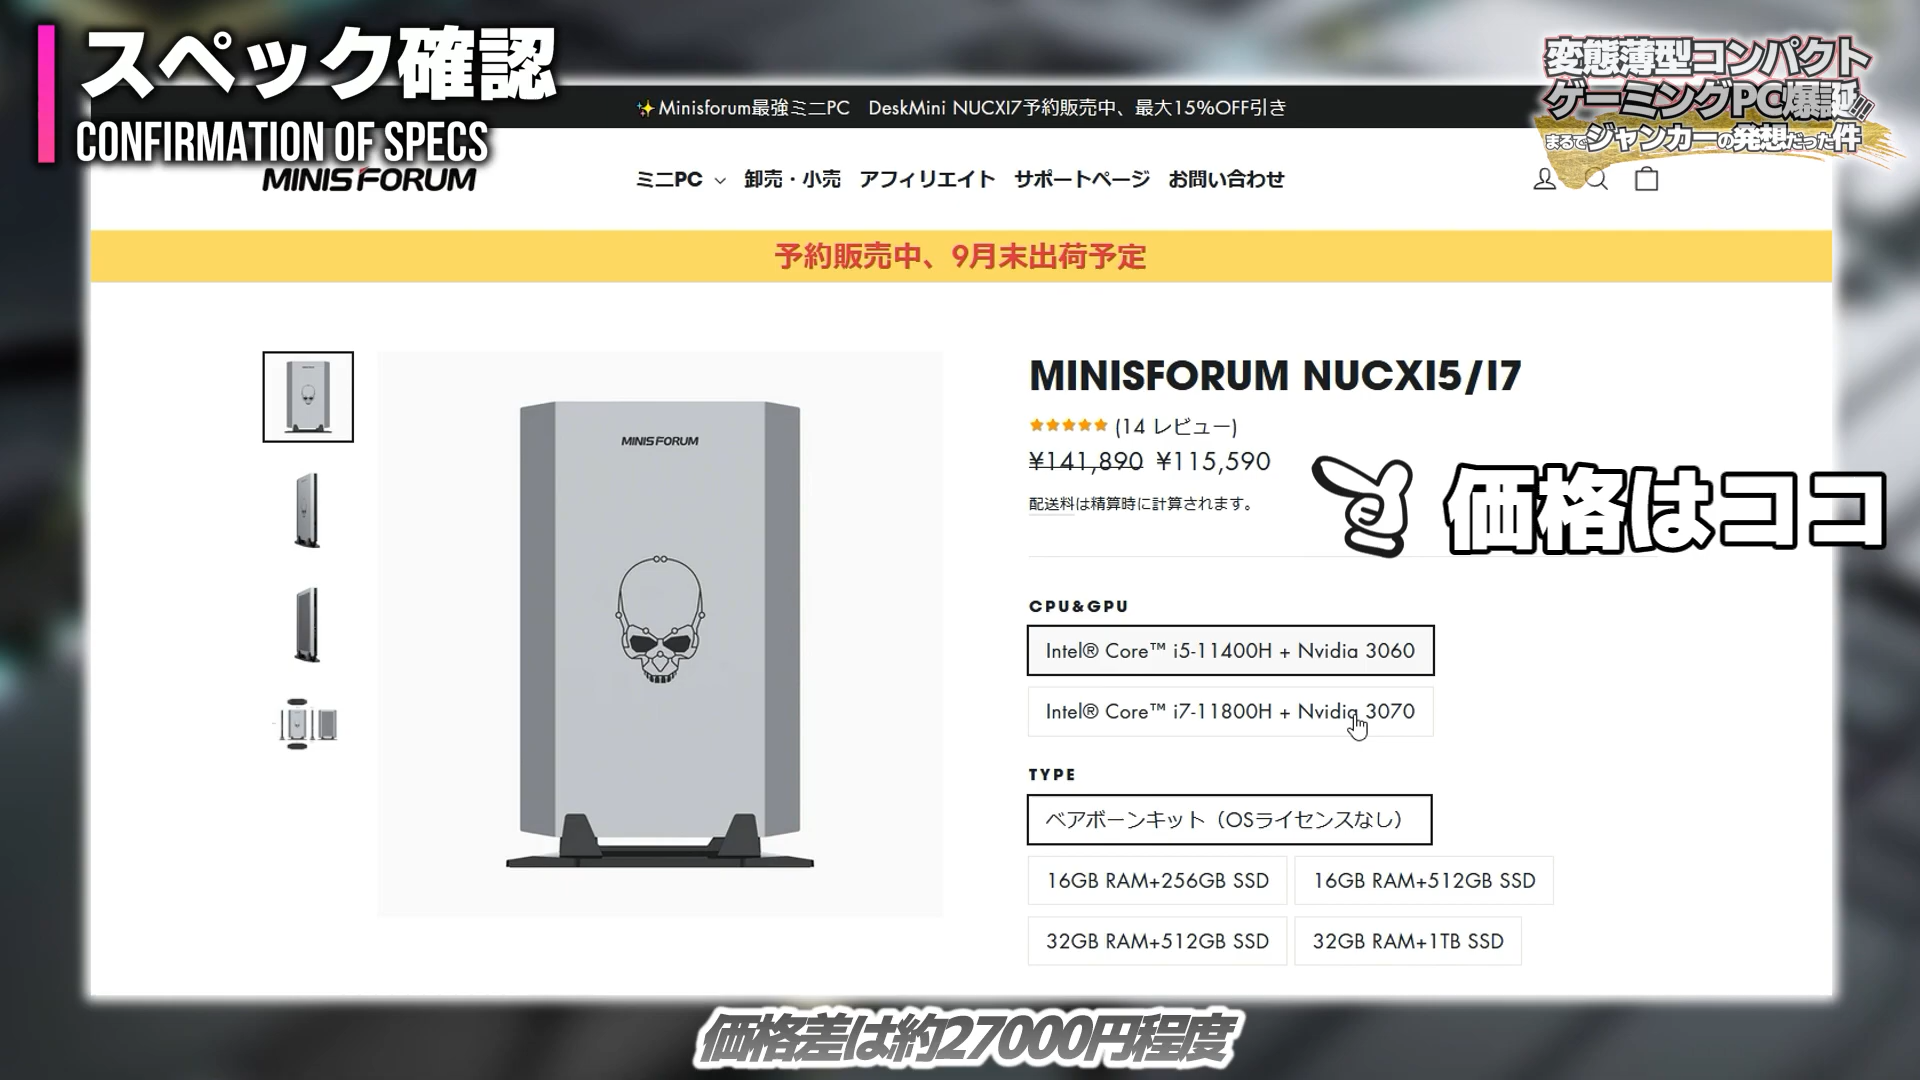 スペック確認
CONFIRMATION OF SPECS
変態薄型コンパクト
ゲーミングPC爆誕!!
まるでジャンカーの発想だった件
✨Minisforum最強ミニPC DeskMini NUCXI7予約販売中、最大15%OFF引き
MINISFORUM
ミニPC 卸売・小売 アフィリエイト サポートページ お問い合わせ
予約販売中、9月末出荷予定
MINISFORUM
MINISFORUM NUCXI5/I7
★★★★★ (14 レビュー)
¥141,890 ¥115,590
配送料は精算時に計算されます。
価格はココ
CPU&GPU
Intel® Core™ i5-11400H + Nvidia 3060
Intel® Core™ i7-11800H + Nvidia 3070
TYPE
ベアボーンキット（OSライセンスなし）
16GB RAM+256GB SSD
16GB RAM+512GB SSD
32GB RAM+512GB SSD
32GB RAM+1TB SSD
価格差は約27000円程度